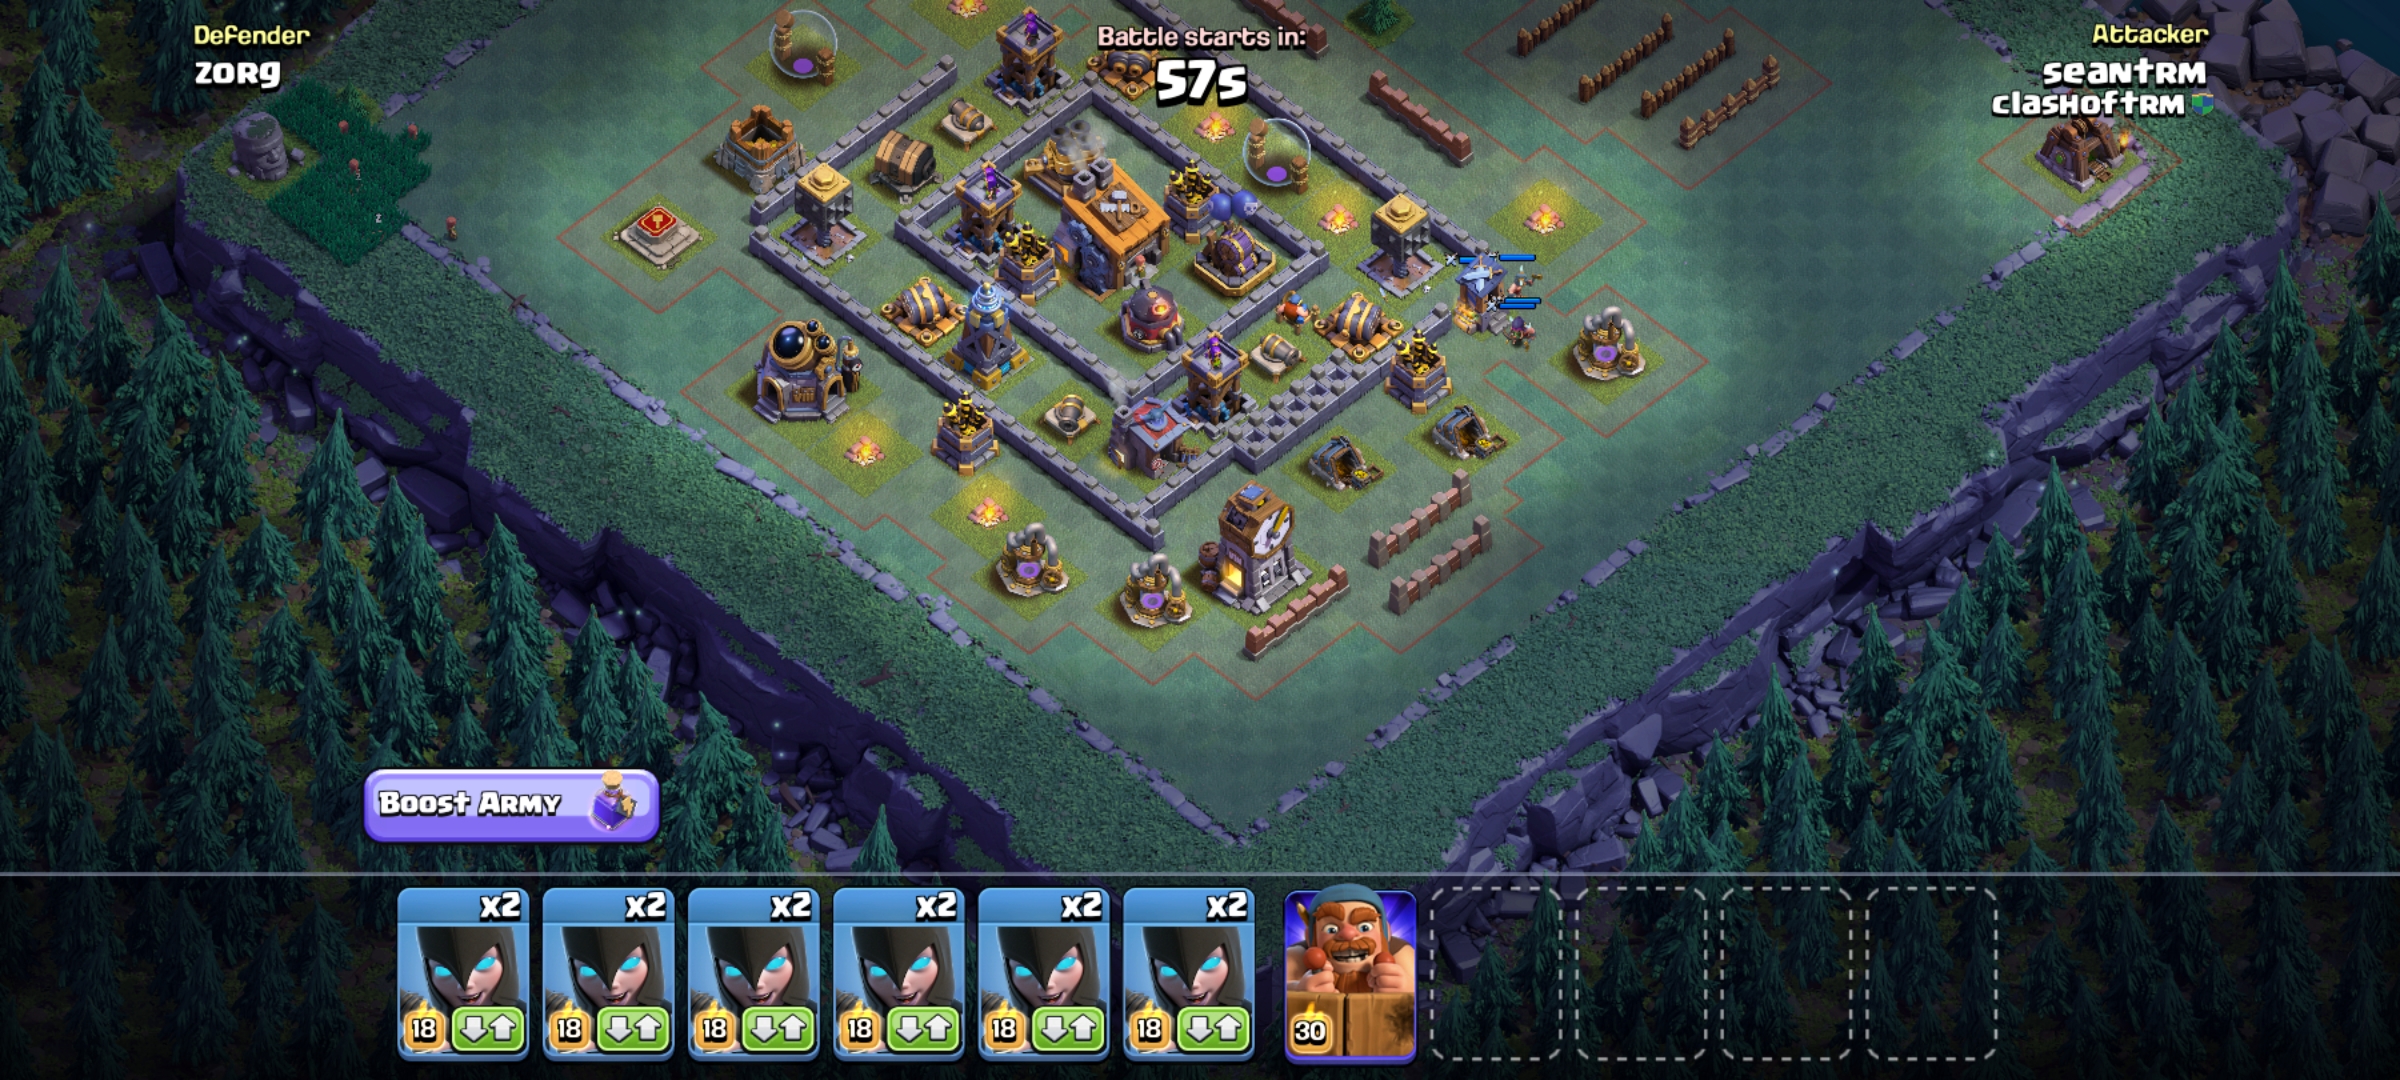 Defender
zorg
Battle starts in:
57s
Attacker
seantrm
clashoftrm
z
z
Boost Army
x2
x2
x2
x2
x2
x2
18
18
18
18
18
18
30